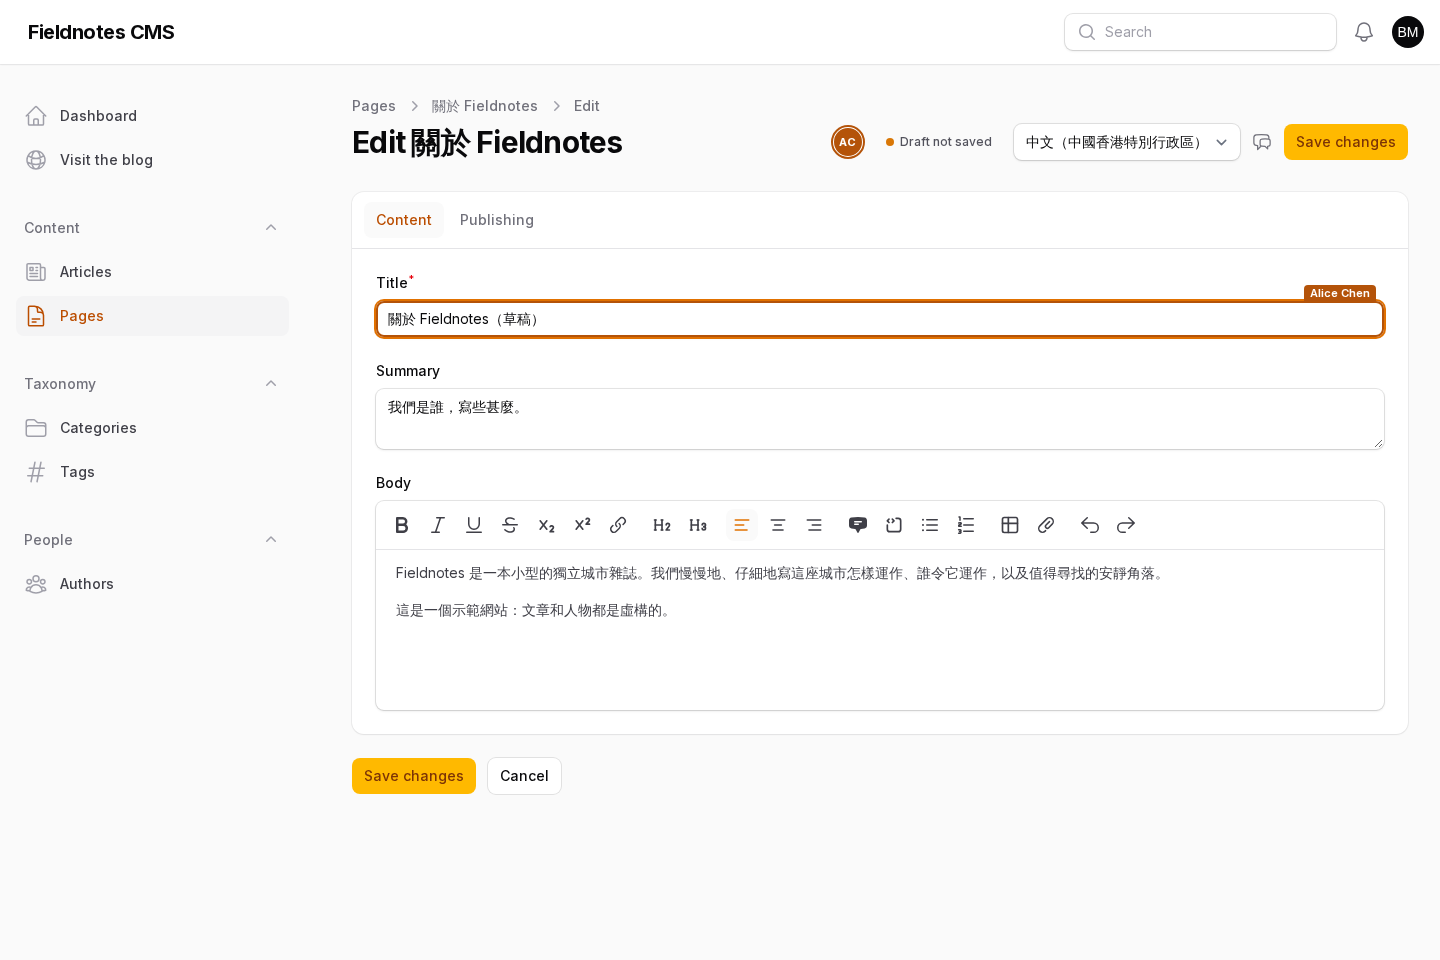 Fieldnotes CMS
Search
BM
Dashboard
Visit the blog
Content
Articles
Pages
Taxonomy
Categories
Tags
People
Authors
Pages > 關於 Fieldnotes > Edit
Edit 關於 Fieldnotes
AC
Draft not saved
中文（中國香港特別行政區）
Save changes
Content
Publishing
Title*
Alice Chen
關於 Fieldnotes（草稿）
Summary
我們是誰，寫些甚麼。
Body
Fieldnotes 是一本小型的獨立城市雜誌。我們慢慢地、仔細地寫這座城市怎樣運作、誰令它運作，以及值得尋找的安靜角落。
這是一個示範網站：文章和人物都是虛構的。
Save changes
Cancel